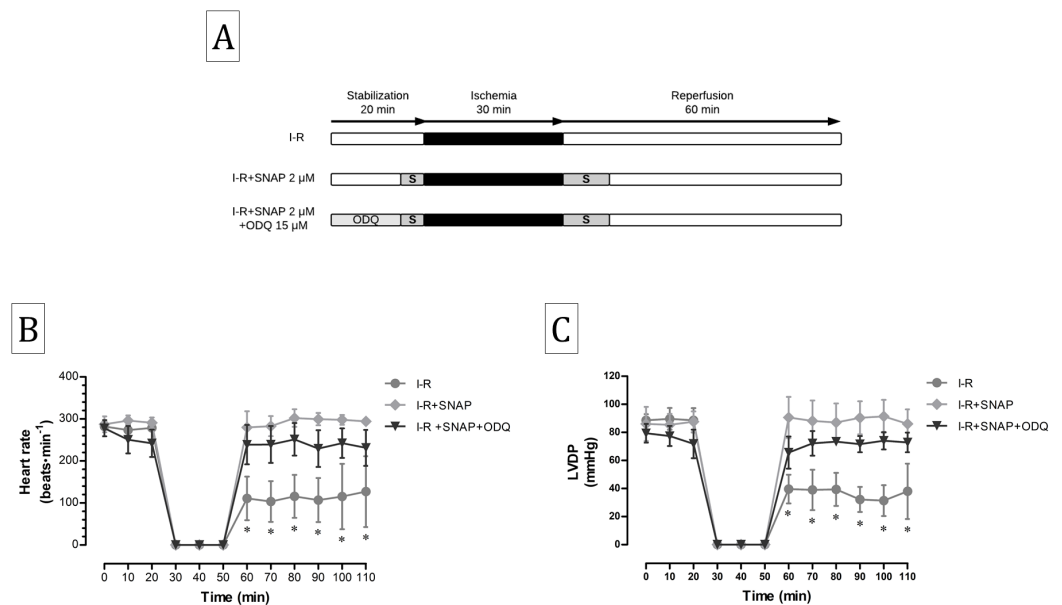 A
Stabilization
20 min
Ischemia
30 min
Reperfusion
60 min
I-R
I-R+SNAP 2 µM
S
S
I-R+SNAP 2 µM
+ODQ 15 µM
ODQ
S
S
B
Heart rate
(beats·min⁻¹)
400
300
200
100
0
0 10 20 30 40 50 60 70 80 90 100 110
Time (min)
I-R
I-R+SNAP
I-R +SNAP+ODQ
* * * * * *
C
LVDP
(mmHg)
120
100
80
60
40
20
0
0 10 20 30 40 50 60 70 80 90 100 110
Time (min)
I-R
I-R+SNAP
I-R+SNAP+ODQ
* * * * * *